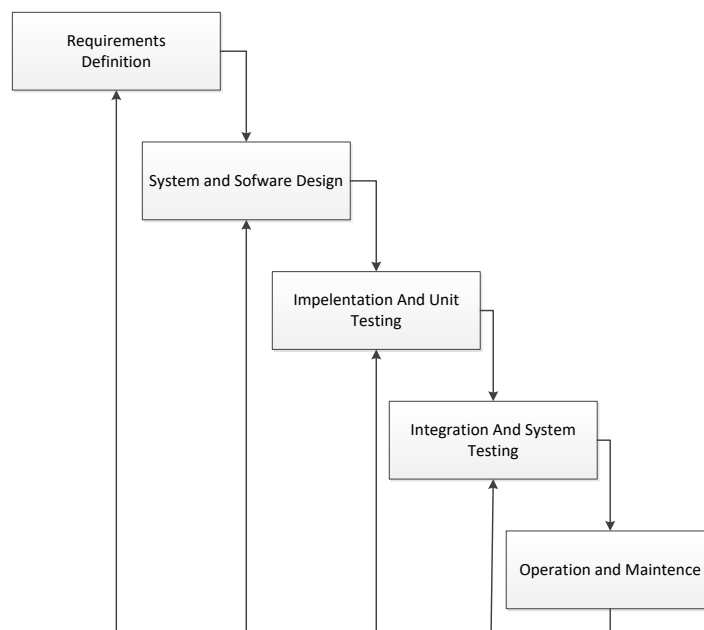 Requirements
Definition
System and Sofware Design
Impelentation And Unit
Testing
Integration And System
Testing
Operation and Maintence